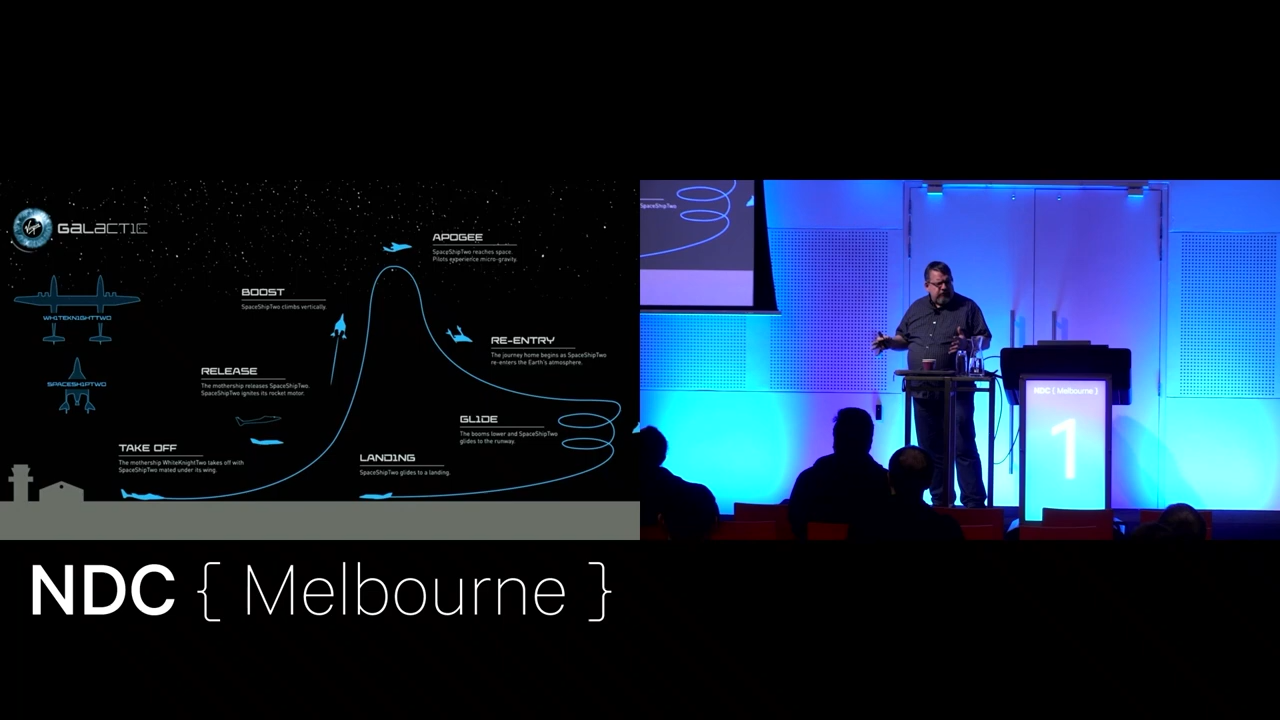 Virgin
GALACTIC
WHITEKNIGHTTWO
SPACESHIPTWO
APOGEE
SpaceShipTwo reaches space.
Pilots experience micro-gravity.
BOOST
SpaceShipTwo climbs vertically.
RE-ENTRY
The journey home begins as SpaceShipTwo
re-enters the Earth's atmosphere.
RELEASE
The mothership releases SpaceShipTwo.
SpaceShipTwo ignites its rocket motor.
GLIDE
The booms lower and SpaceShipTwo
glides to the runway.
TAKE OFF
The mothership WhiteKnightTwo takes off with
SpaceShipTwo mated under its wing.
LANDING
SpaceShipTwo glides to a landing.
SpaceShipTwo
NDC { Melbourne }
1
NDC { Melbourne }